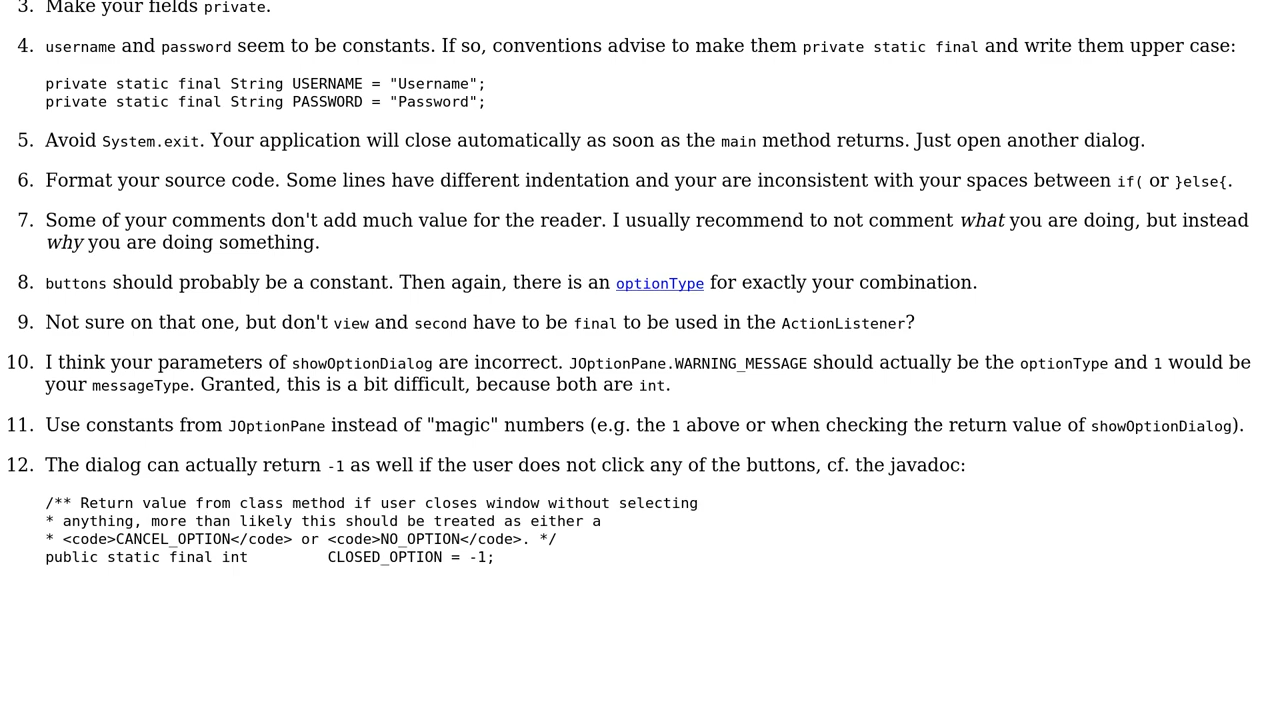 3. Make your fields private.
4. username and password seem to be constants. If so, conventions advise to make them private static final and write them upper case:
private static final String USERNAME = "Username";
private static final String PASSWORD = "Password";
5. Avoid System.exit. Your application will close automatically as soon as the main method returns. Just open another dialog.
6. Format your source code. Some lines have different indentation and your are inconsistent with your spaces between if( or }else{.
7. Some of your comments don't add much value for the reader. I usually recommend to not comment what you are doing, but instead
why you are doing something.
8. buttons should probably be a constant. Then again, there is an optionType for exactly your combination.
9. Not sure on that one, but don't view and second have to be final to be used in the ActionListener?
10. I think your parameters of showOptionDialog are incorrect. JOptionPane.WARNING_MESSAGE should actually be the optionType and 1 would be
your messageType. Granted, this is a bit difficult, because both are int.
11. Use constants from JOptionPane instead of "magic" numbers (e.g. the 1 above or when checking the return value of showOptionDialog).
12. The dialog can actually return -1 as well if the user does not click any of the buttons, cf. the javadoc:
/** Return value from class method if user closes window without selecting
* anything, more than likely this should be treated as either a
* <code>CANCEL_OPTION</code> or <code>NO_OPTION</code>. */
public static final int         CLOSED_OPTION = -1;